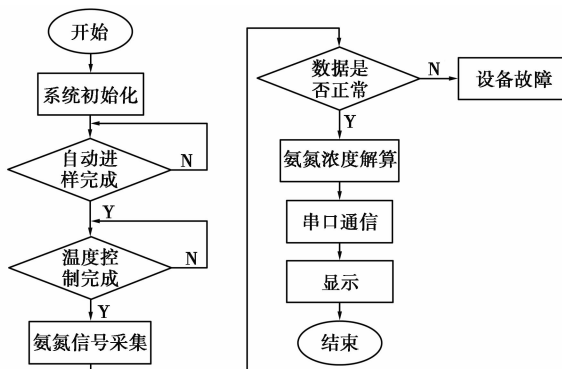 开始
系统初始化
自动进
样完成
N
Y
温度控
制完成
N
Y
氨氮信号采集
数据是
否正常
N
设备故障
Y
氨氮浓度解算
串口通信
显示
结束